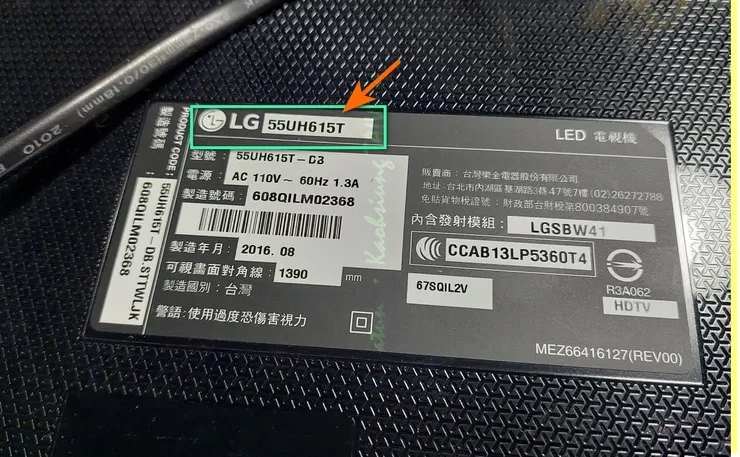 0.18mm) 2010
LG 55UH615T
LED 電視機
型號: 55UH615T-DB
電源: AC 110V~ 60Hz 1.3A
製造號碼: 608QILM02368
製造年月: 2016. 08
可視畫面對角線: 1390 mm
製造國別: 台灣
警語: 使用過度恐傷害視力
製造號碼:
608QILM02368
PRODUCT CODE:
55UH615T-DB.STTWLJK
Kaohsiung
販賣商: 台灣樂金電器股份有限公司
地址: 台北市內湖區基湖路3巷47號7樓 (02)26272788
免貼貨物稅證號: 財政部台財稅第800384907號
內含發射模組: LGSBW41
CCAB13LP5360T4
67SQIL2V
R3A062
HDTV
MEZ66416127(REV00)